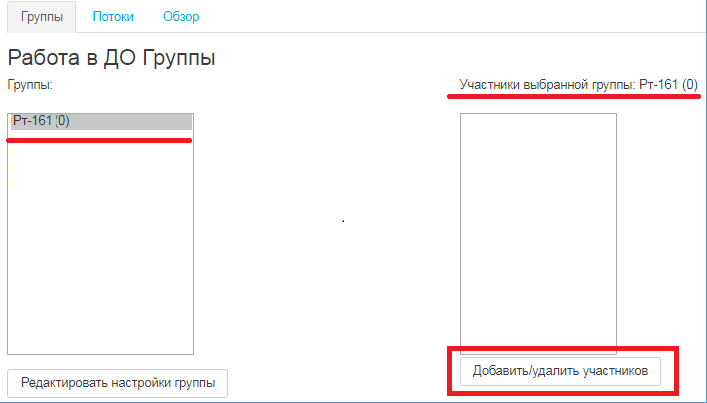 Группы Потоки Обзор
Работа в ДО Группы
Группы: Участники выбранной группы: Рт-161 (0)
Рт-161 (0)
Добавить/удалить участников
Редактировать настройки группы